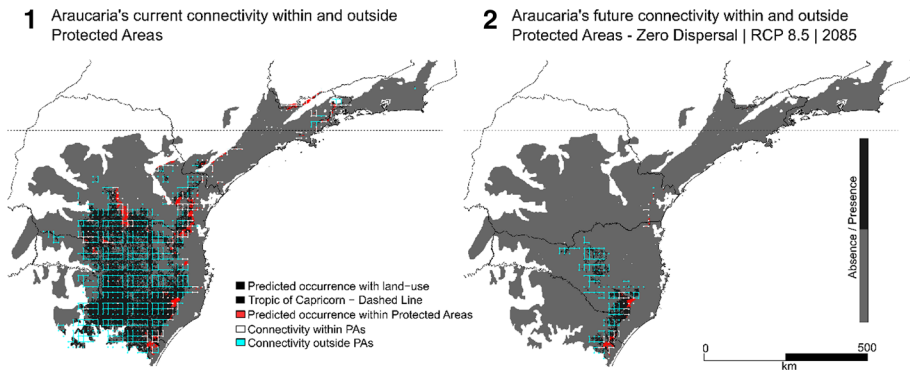 1 Araucaria's current connectivity within and outside
Protected Areas
2 Araucaria's future connectivity within and outside
Protected Areas - Zero Dispersal | RCP 8.5 | 2085
Predicted occurrence with land-use
Tropic of Capricorn - Dashed Line
Predicted occurrence within Protected Areas
Connectivity within PAs
Connectivity outside PAs
Absence / Presence
0 500
km